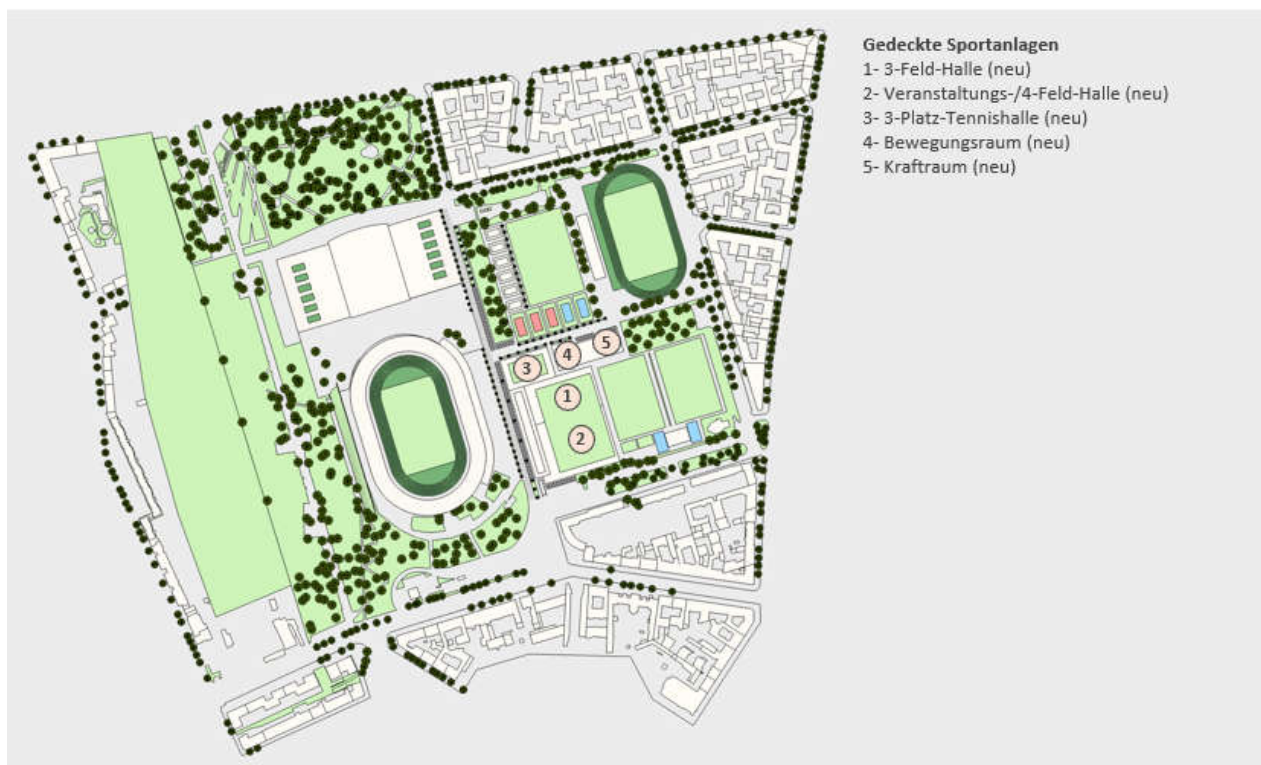 Gedeckte Sportanlagen
1- 3-Feld-Halle (neu)
2- Veranstaltungs-/4-Feld-Halle (neu)
3- 3-Platz-Tennishalle (neu)
4- Bewegungsraum (neu)
5- Kraftraum (neu)
5
4
3
1
2